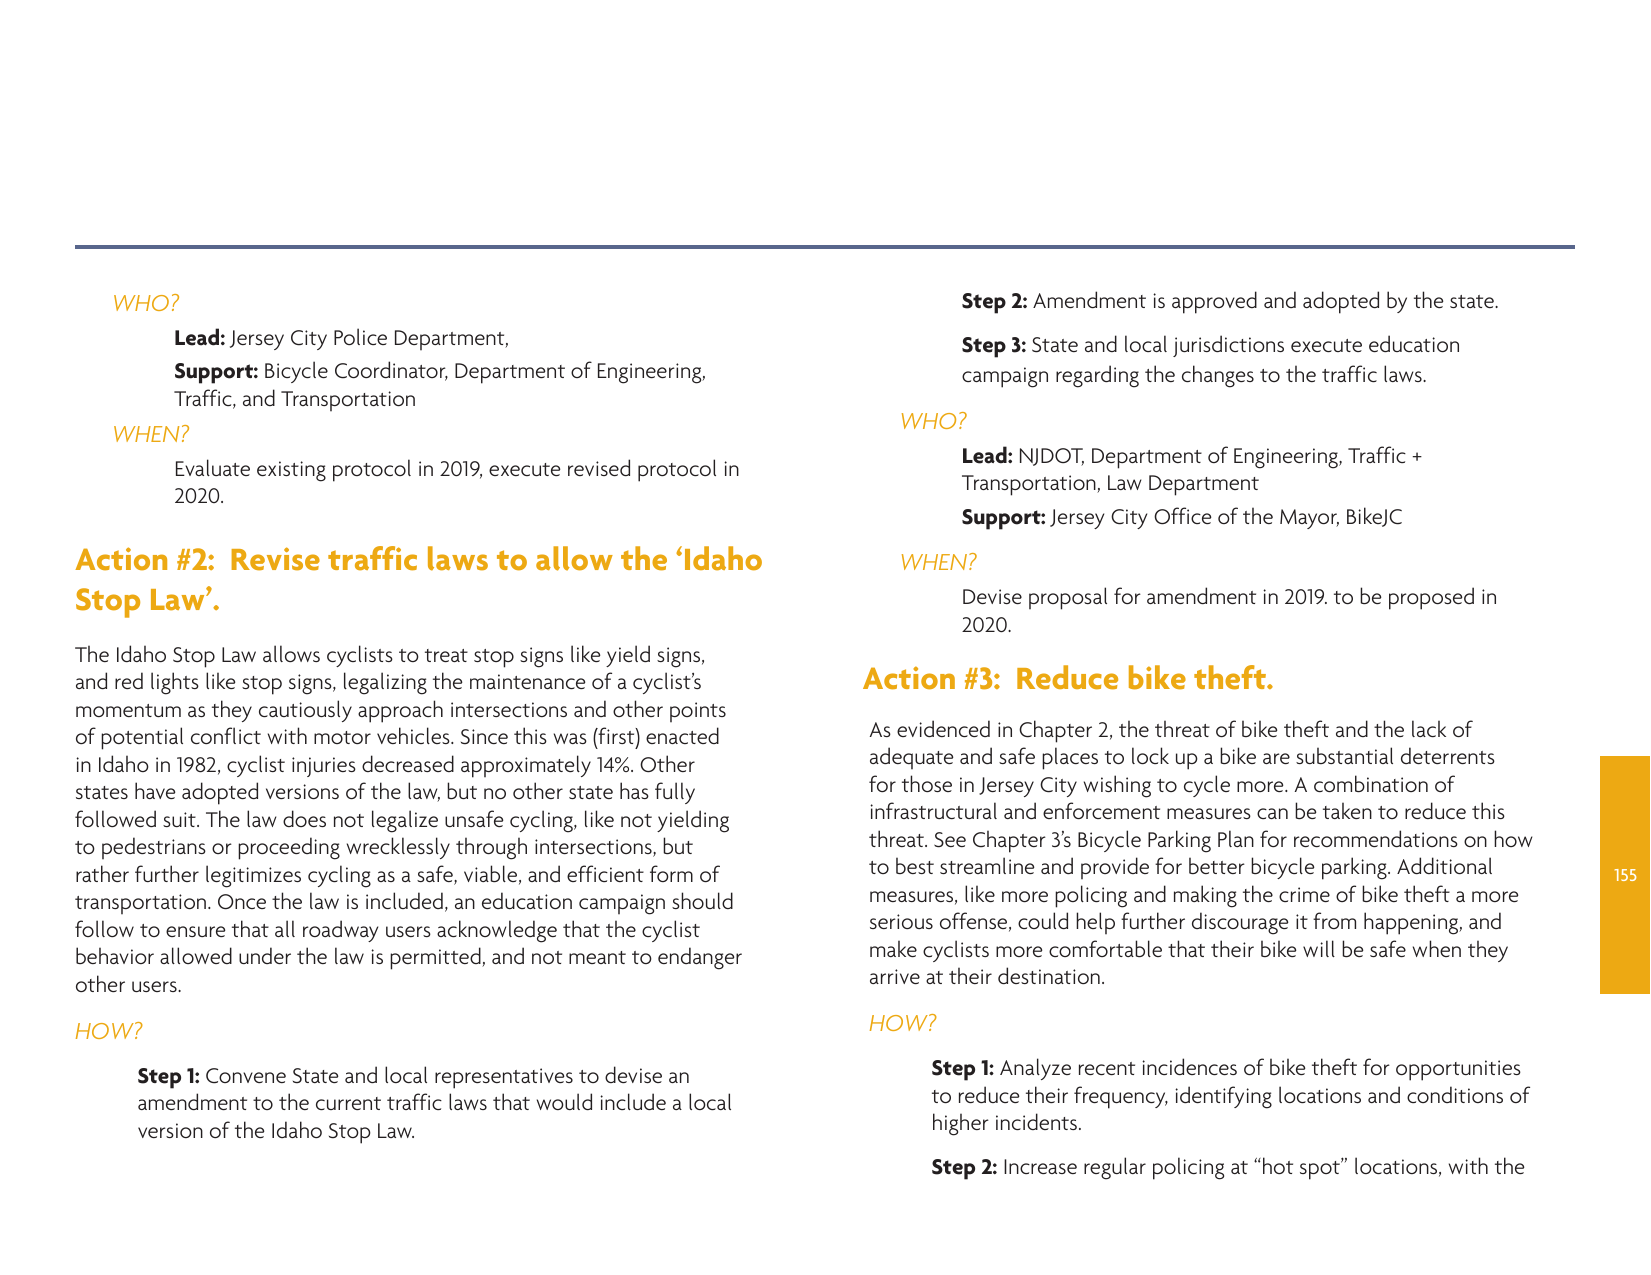 WHO?
Lead: Jersey City Police Department,
Support: Bicycle Coordinator, Department of Engineering,
Traffic, and Transportation
WHEN?
Evaluate existing protocol in 2019, execute revised protocol in
2020.
Action #2:  Revise traffic laws to allow the ‘Idaho
Stop Law’.
The Idaho Stop Law allows cyclists to treat stop signs like yield signs,
and red lights like stop signs, legalizing the maintenance of a cyclist’s
momentum as they cautiously approach intersections and other points
of potential conflict with motor vehicles. Since this was (first) enacted
in Idaho in 1982, cyclist injuries decreased approximately 14%. Other
states have adopted versions of the law, but no other state has fully
followed suit. The law does not legalize unsafe cycling, like not yielding
to pedestrians or proceeding wrecklessly through intersections, but
rather further legitimizes cycling as a safe, viable, and efficient form of
transportation. Once the law is included, an education campaign should
follow to ensure that all roadway users acknowledge that the cyclist
behavior allowed under the law is permitted, and not meant to endanger
other users.
HOW?
Step 1: Convene State and local representatives to devise an
amendment to the current traffic laws that would include a local
version of the Idaho Stop Law.
Step 2: Amendment is approved and adopted by the state.
Step 3: State and local jurisdictions execute education
campaign regarding the changes to the traffic laws.
WHO?
Lead: NJDOT, Department of Engineering, Traffic +
Transportation, Law Department
Support: Jersey City Office of the Mayor, BikeJC
WHEN?
Devise proposal for amendment in 2019. to be proposed in
2020.
Action #3:  Reduce bike theft.
As evidenced in Chapter 2, the threat of bike theft and the lack of
adequate and safe places to lock up a bike are substantial deterrents
for those in Jersey City wishing to cycle more. A combination of
infrastructural and enforcement measures can be taken to reduce this
threat. See Chapter 3’s Bicycle Parking Plan for recommendations on how
to best streamline and provide for better bicycle parking. Additional
measures, like more policing and making the crime of bike theft a more
serious offense, could help further discourage it from happening, and
make cyclists more comfortable that their bike will be safe when they
arrive at their destination.
HOW?
Step 1: Analyze recent incidences of bike theft for opportunities
to reduce their frequency, identifying locations and conditions of
higher incidents.
Step 2: Increase regular policing at “hot spot” locations, with the
155